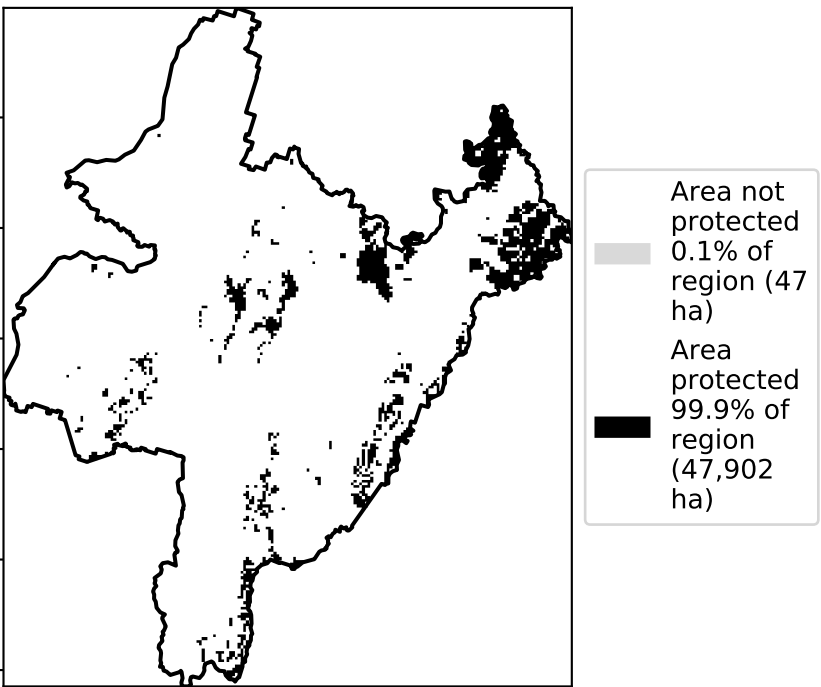 Area not
protected
0.1% of
region (47
ha)
Area
protected
99.9% of
region
(47,902
ha)